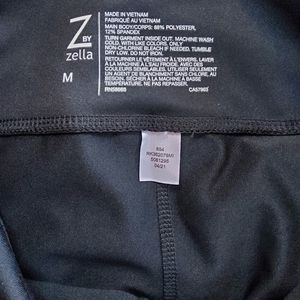 Z
BY
zella
M
MADE IN VIETNAM
FABRIQUÉ AU VIETNAM
MAIN BODY/CORPS: 88% POLYESTER,
12% SPANDEX
TURN GARMENT INSIDE OUT. MACHINE WASH
COLD, WITH LIKE COLORS. ONLY
NON-CHLORINE BLEACH IF NEEDED. TUMBLE
DRY LOW. DO NOT IRON.
RETOURNER LE VÊTEMENT À L'ENVERS. LAVER
À LA MACHINE À L'EAU FROIDE, AVEC DES
COULEURS SEMBLABLES. UTILISER SEULEMENT
UN AGENT DE BLANCHIMENT SANS CHLORE
AU BESOIN. SÉCHER À LA MACHINE À BASSE
TEMPÉRATURE. NE PAS REPASSER.
CA57965
04/21